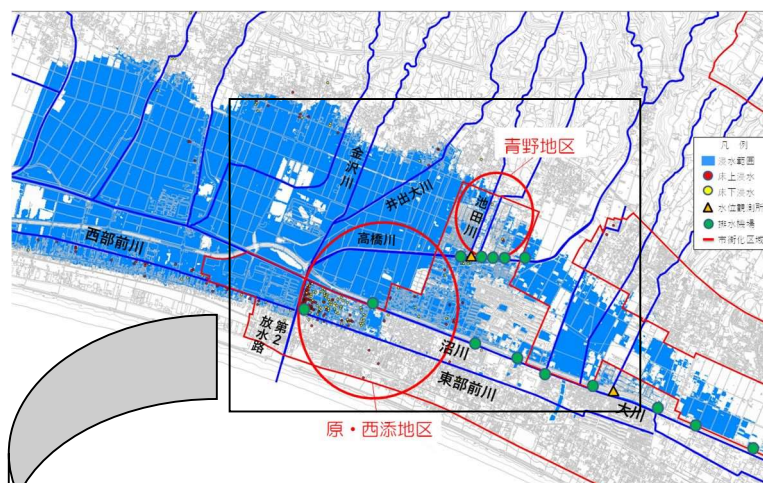 青野地区
凡 例
湛水範囲
床上浸水
床下浸水
水位観測所
排水機場
市街化区域
金沢川
井出大川
池田川
高橋川
西部前川
第2
放水路
沼川
東部前川
大川
原・西添地区